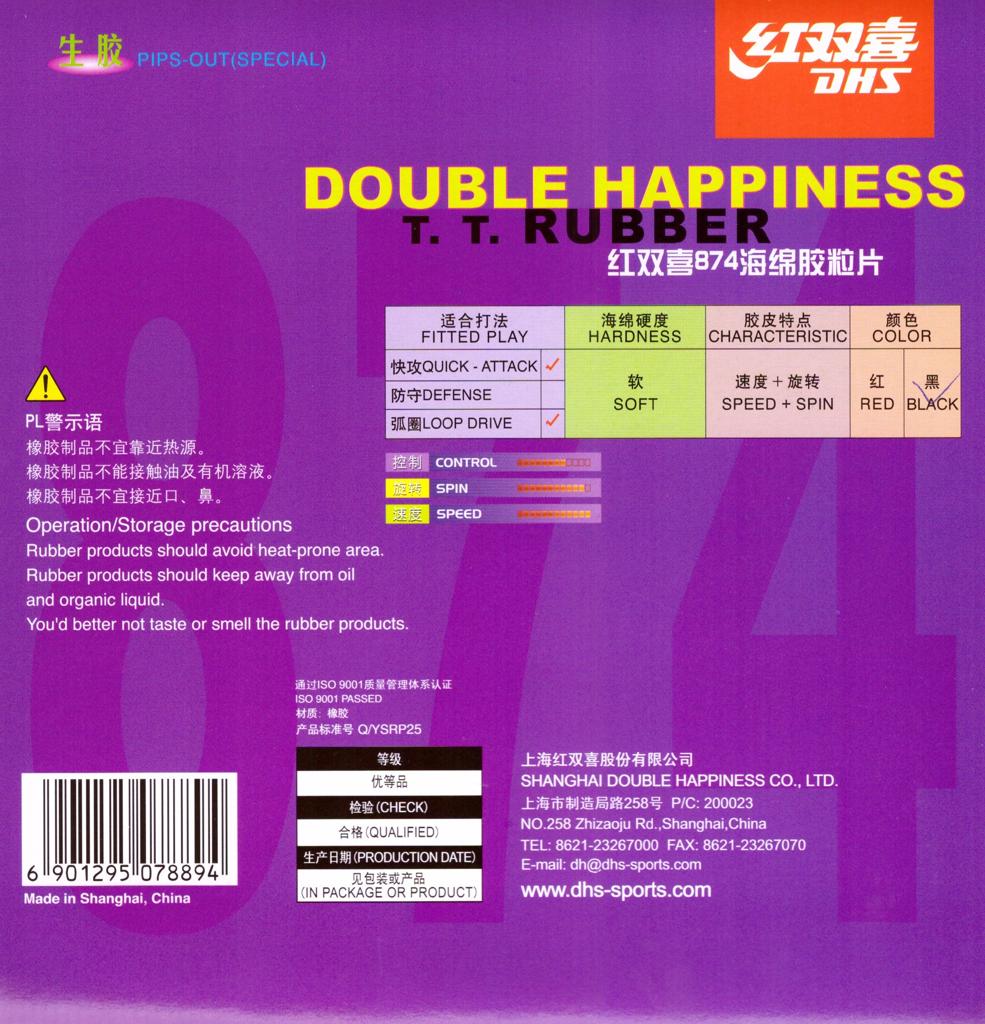 生胶 PIPS-OUT(SPECIAL)
红双喜
DHS
DOUBLE HAPPINESS
T. T. RUBBER
红双喜874海绵胶粒片
874
适合打法 海绵硬度 胶皮特点 颜色
FITTED PLAY HARDNESS CHARACTERISTIC COLOR
快攻QUICK - ATTACK ✓
防守DEFENSE
弧圈LOOP DRIVE ✓
软
SOFT
速度＋旋转
SPEED + SPIN
红 黑
RED BLACK
控制 CONTROL
旋转 SPIN
速度 SPEED
PL警示语
橡胶制品不宜靠近热源。
橡胶制品不能接触油及有机溶液。
橡胶制品不宜接近口、鼻。
Operation/Storage precautions
Rubber products should avoid heat-prone area.
Rubber products should keep away from oil
and organic liquid.
You'd better not taste or smell the rubber products.
通过ISO 9001质量管理体系认证
ISO 9001 PASSED
材质：橡胶
产品标准号 Q/YSRP25
等级
优等品
检验(CHECK)
合格(QUALIFIED)
生产日期(PRODUCTION DATE)
见包装或产品
(IN PACKAGE OR PRODUCT)
上海红双喜股份有限公司
SHANGHAI DOUBLE HAPPINESS CO., LTD.
上海市制造局路258号 P/C: 200023
NO.258 Zhizaoju Rd.,Shanghai,China
TEL: 8621-23267000 FAX: 8621-23267070
E-mail: dh@dhs-sports.com
www.dhs-sports.com
6 901295 078894
Made in Shanghai, China